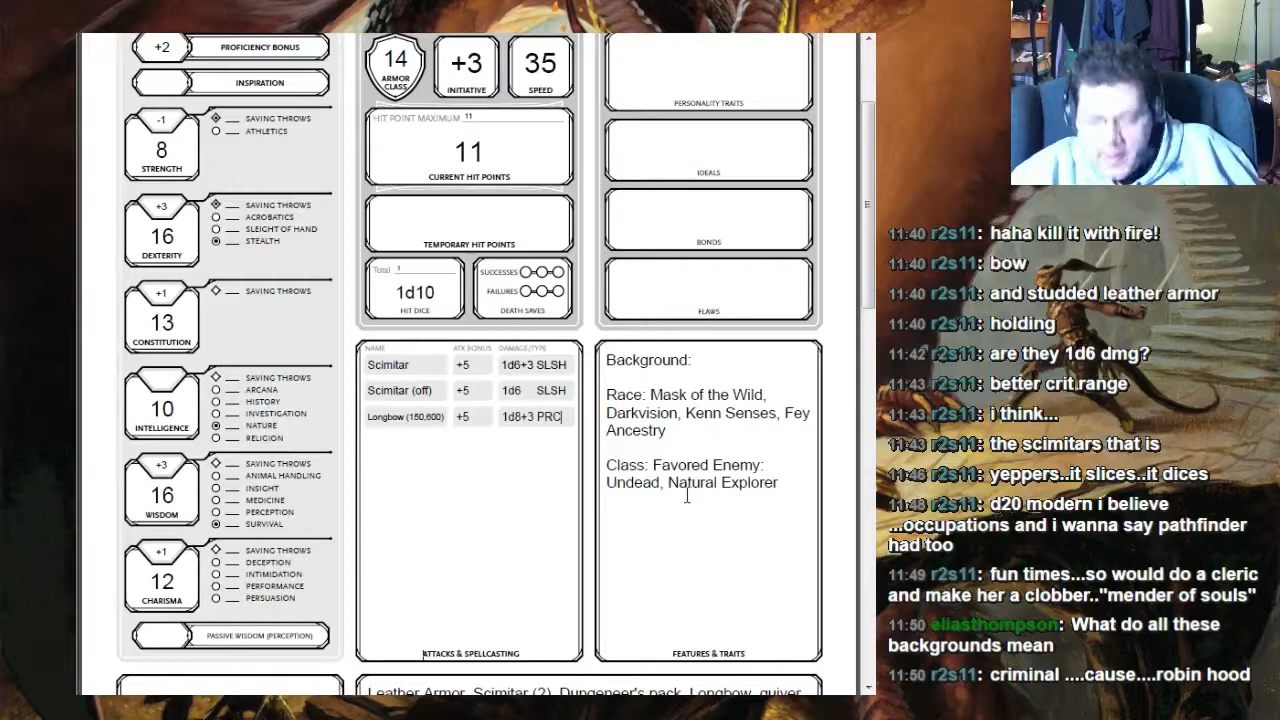 +2
PROFICIENCY BONUS
INSPIRATION
-1
8
STRENGTH
SAVING THROWS
ATHLETICS
+3
16
DEXTERITY
SAVING THROWS
ACROBATICS
SLEIGHT OF HAND
STEALTH
+1
13
CONSTITUTION
SAVING THROWS
10
INTELLIGENCE
SAVING THROWS
ARCANA
HISTORY
INVESTIGATION
NATURE
RELIGION
+3
16
WISDOM
SAVING THROWS
ANIMAL HANDLING
INSIGHT
MEDICINE
PERCEPTION
SURVIVAL
+1
12
CHARISMA
SAVING THROWS
DECEPTION
INTIMIDATION
PERFORMANCE
PERSUASION
PASSIVE WISDOM (PERCEPTION)
14
ARMOR
CLASS
+3
INITIATIVE
35
SPEED
HIT POINT MAXIMUM 11
11
CURRENT HIT POINTS
TEMPORARY HIT POINTS
Total 1
1d10
HIT DICE
SUCCESSES
FAILURES
DEATH SAVES
NAME ATK BONUS DAMAGE/TYPE
Scimitar +5 1d6+3 SLSH
Scimitar (off) +5 1d6 SLSH
Longbow (150,600) +5 1d8+3 PRC
ATTACKS & SPELLCASTING
Leather Armor, Scimitar (2), Dungeneer's pack, Longbow, quiver
PERSONALITY TRAITS
IDEALS
BONDS
FLAWS
Background:
Race: Mask of the Wild,
Darkvision, Kenn Senses, Fey
Ancestry
Class: Favored Enemy:
Undead, Natural Explorer
FEATURES & TRAITS
11:40 r2s11: haha kill it with fire!
11:40 r2s11: bow
11:40 r2s11: and studded leather armor
11:40 r2s11: holding
11:42 r2s11: are they 1d6 dmg?
11:43 r2s11: better crit range
11:43 r2s11: i think...
11:43 r2s11: the scimitars that is
11:46 r2s11: yeppers..it slices..it dices
11:48 r2s11: d20 modern i believe
...occupations and i wanna say pathfinder
had too
11:49 r2s11: fun times...so would do a cleric
and make her a clobber.."mender of souls"
11:50 eliasthompson: What do all these
backgrounds mean
11:50 r2s11: criminal ....cause....robin hood